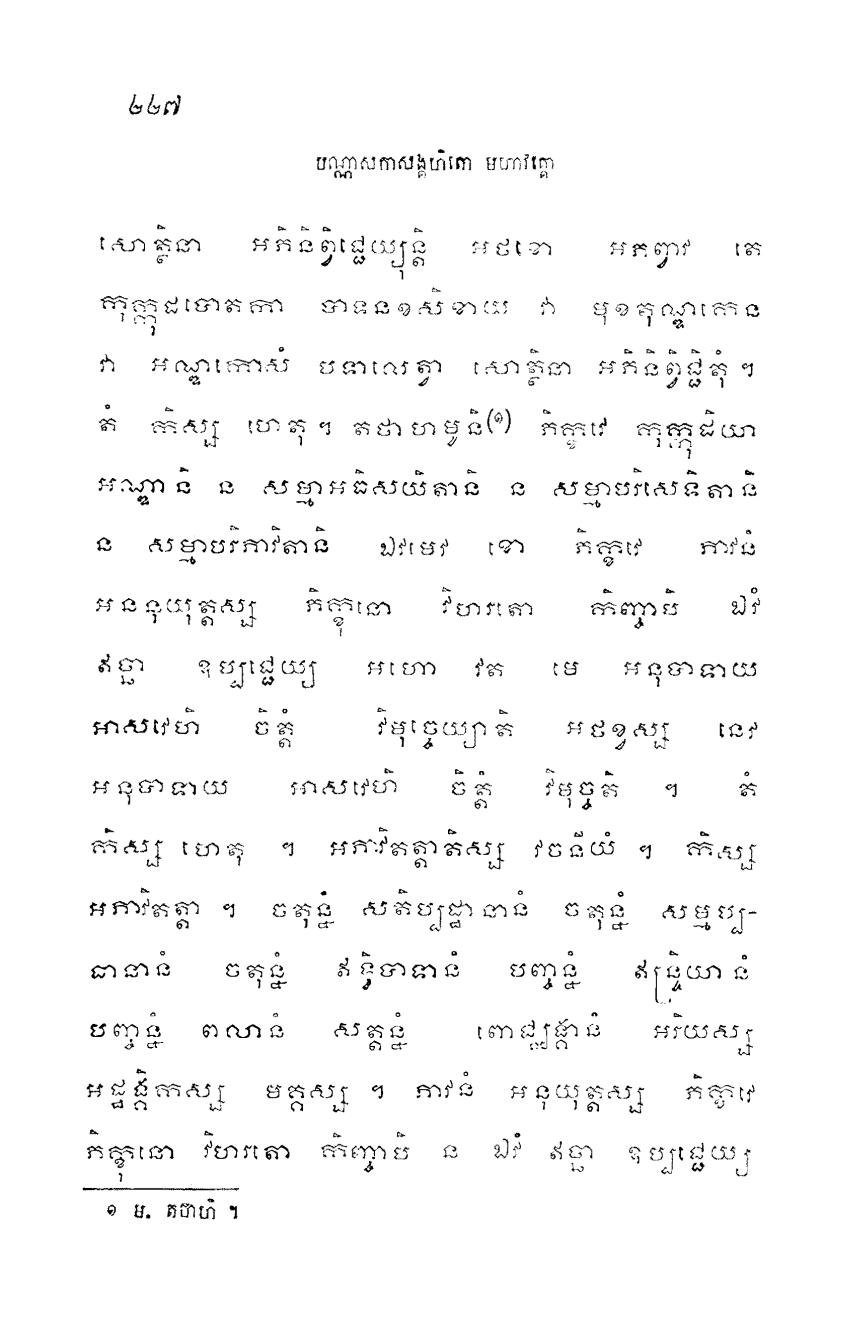 ២២៧
បណ្ណាសកាសង្គហិតោ មហាវគ្គោ
សោត្ថិនា អភិនិព្វិជ្ជេយ្យុន្តិ អថខោ អភព្វាវ តេ
កុក្កុដបោតកា បាទនខសិខាយ វា មុខតុណ្ឌកេន
វា អណ្ឌកោសំ បទាលេត្វា សោត្ថិនា អភិនិព្វិជ្ជិតុំ ។
តំ កិស្ស ហេតុ ។ តថាហមូនិ(១) ភិក្ខវេ កុក្កុដិយា
អណ្ឌានិ ន សម្មាអធិសយិតានិ ន សម្មាបរិសេទិតានិ
ន សម្មាបរិភាវិតានិ ឯវមេវ ខោ ភិក្ខវេ ភាវនំ
អននុយុត្តស្ស ភិក្ខុនោ វិហរតោ កិញ្ចាបិ ឯវំ
ឥច្ឆា ឧប្បជ្ជេយ្យ អហោ វត មេ អនុបាទាយ
អាសវេហិ ចិត្តំ វិមុច្ចេយ្យាតិ អថខ្វស្ស នេវ
អនុបាទាយ អាសវេហិ ចិត្តំ វិមុច្ចតិ ។ តំ
កិស្ស ហេតុ ។ អភាវិតត្តាតិស្ស វចនីយំ ។ កិស្ស
អភាវិតត្តា ។ ចតុន្នំ សតិប្បដ្ឋានានំ ចតុន្នំ សម្មប្ប-
ធានានំ ចតុន្នំ ឥទ្ធិបាទានំ បញ្ចន្នំ ឥន្ទ្រិយានំ
បញ្ចន្នំ ពលានំ សត្តន្នំ ពោជ្ឈង្គានំ អរិយស្ស
អដ្ឋង្គិកស្ស មគ្គស្ស ។ ភាវនំ អនុយុត្តស្ស ភិក្ខវេ
ភិក្ខុនោ វិហរតោ កិញ្ចាបិ ន ឯវំ ឥច្ឆា ឧប្បជ្ជេយ្យ
១ ម. តថាហិ ។